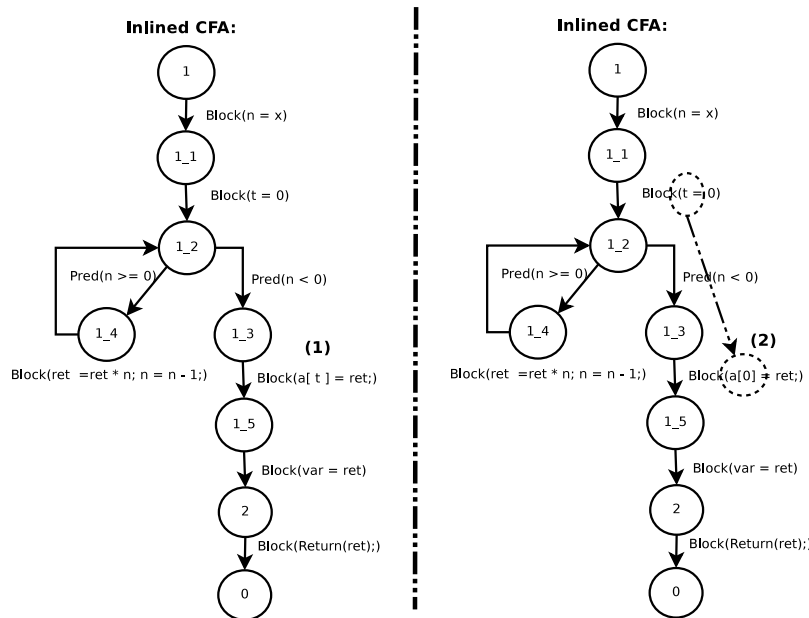 Inlined CFA:
1
Block(n = x)
1_1
Block(t = 0)
1_2
Pred(n >= 0)
Pred(n < 0)
1_4
1_3
(1)
Block(ret =ret * n; n = n - 1;)
Block(a[ t ] = ret;)
1_5
Block(var = ret)
2
Block(Return(ret);)
0
Inlined CFA:
1
Block(n = x)
1_1
Block(t = 0)
1_2
Pred(n >= 0)
Pred(n < 0)
1_4
1_3
(2)
Block(ret =ret * n; n = n - 1;)
Block(a[0] = ret;)
1_5
Block(var = ret)
2
Block(Return(ret);)
0